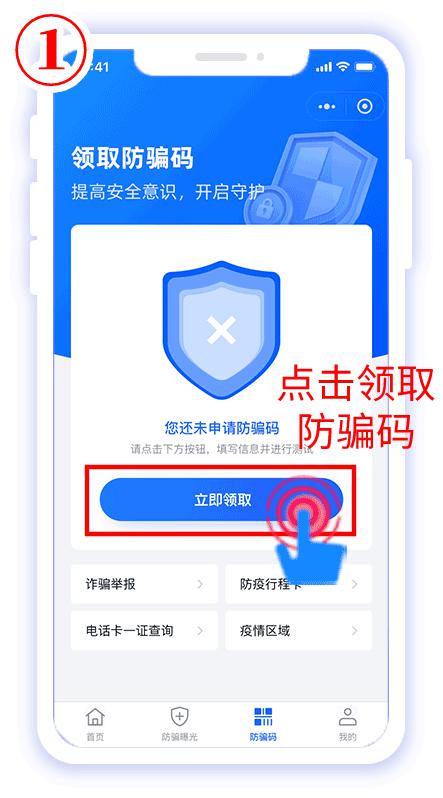 1
:41
领取防骗码
提高安全意识，开启守护
点击领取
防骗码
您还未申请防骗码
请点击下方按钮，填写信息并进行测试
立即领取
诈骗举报
防疫行程卡
电话卡一证查询
疫情区域
首页
防骗曝光
防骗码
我的